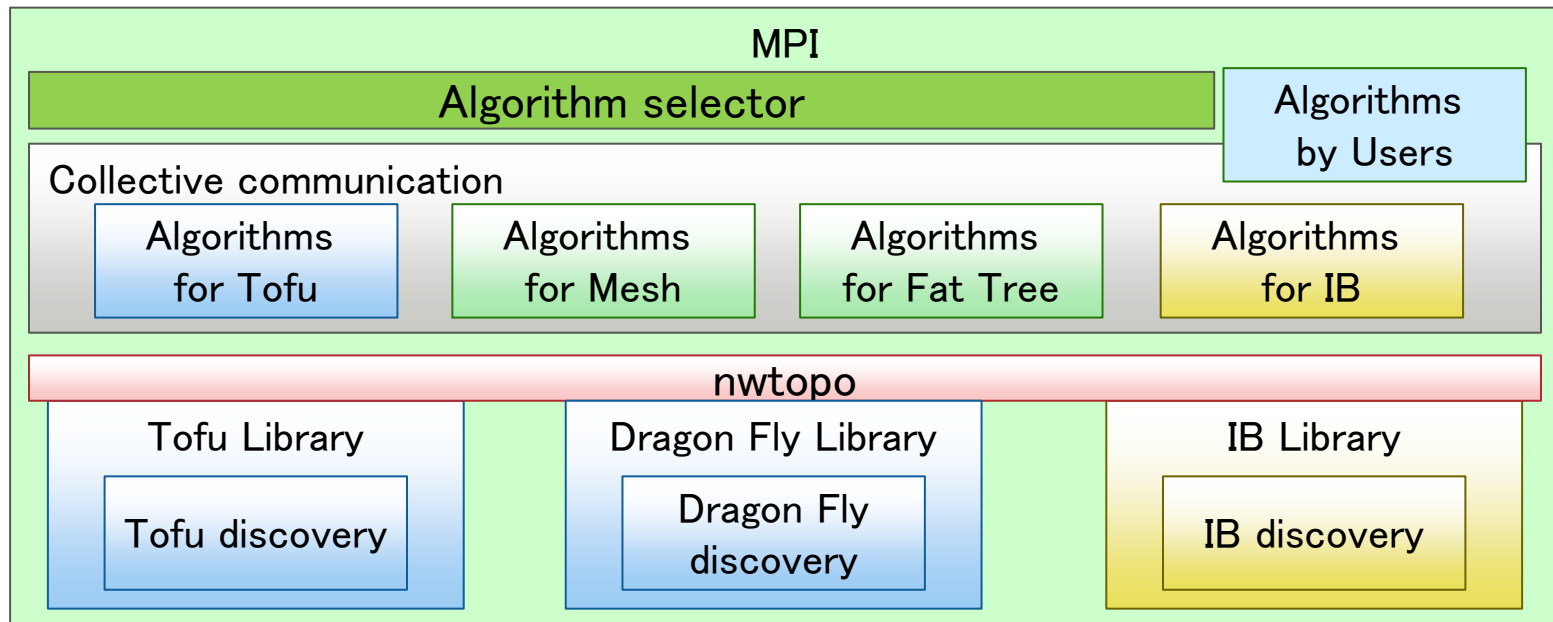 MPI
Algorithm selector
Algorithms
by Users
Collective communication
Algorithms
for Tofu
Algorithms
for Mesh
Algorithms
for Fat Tree
Algorithms
for IB
nwtopo
Tofu Library
Tofu discovery
Dragon Fly Library
Dragon Fly
discovery
IB Library
IB discovery